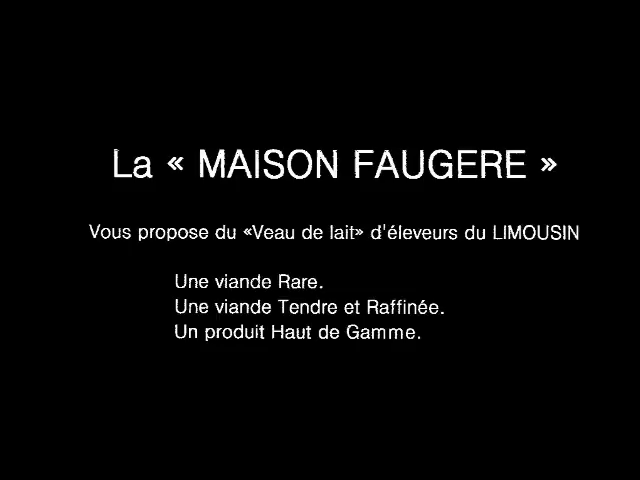 La « MAISON FAUGERE »
Vous propose du «Veau de lait» d'éleveurs du LIMOUSIN
Une viande Rare.
Une viande Tendre et Raffinée.
Un produit Haut de Gamme.